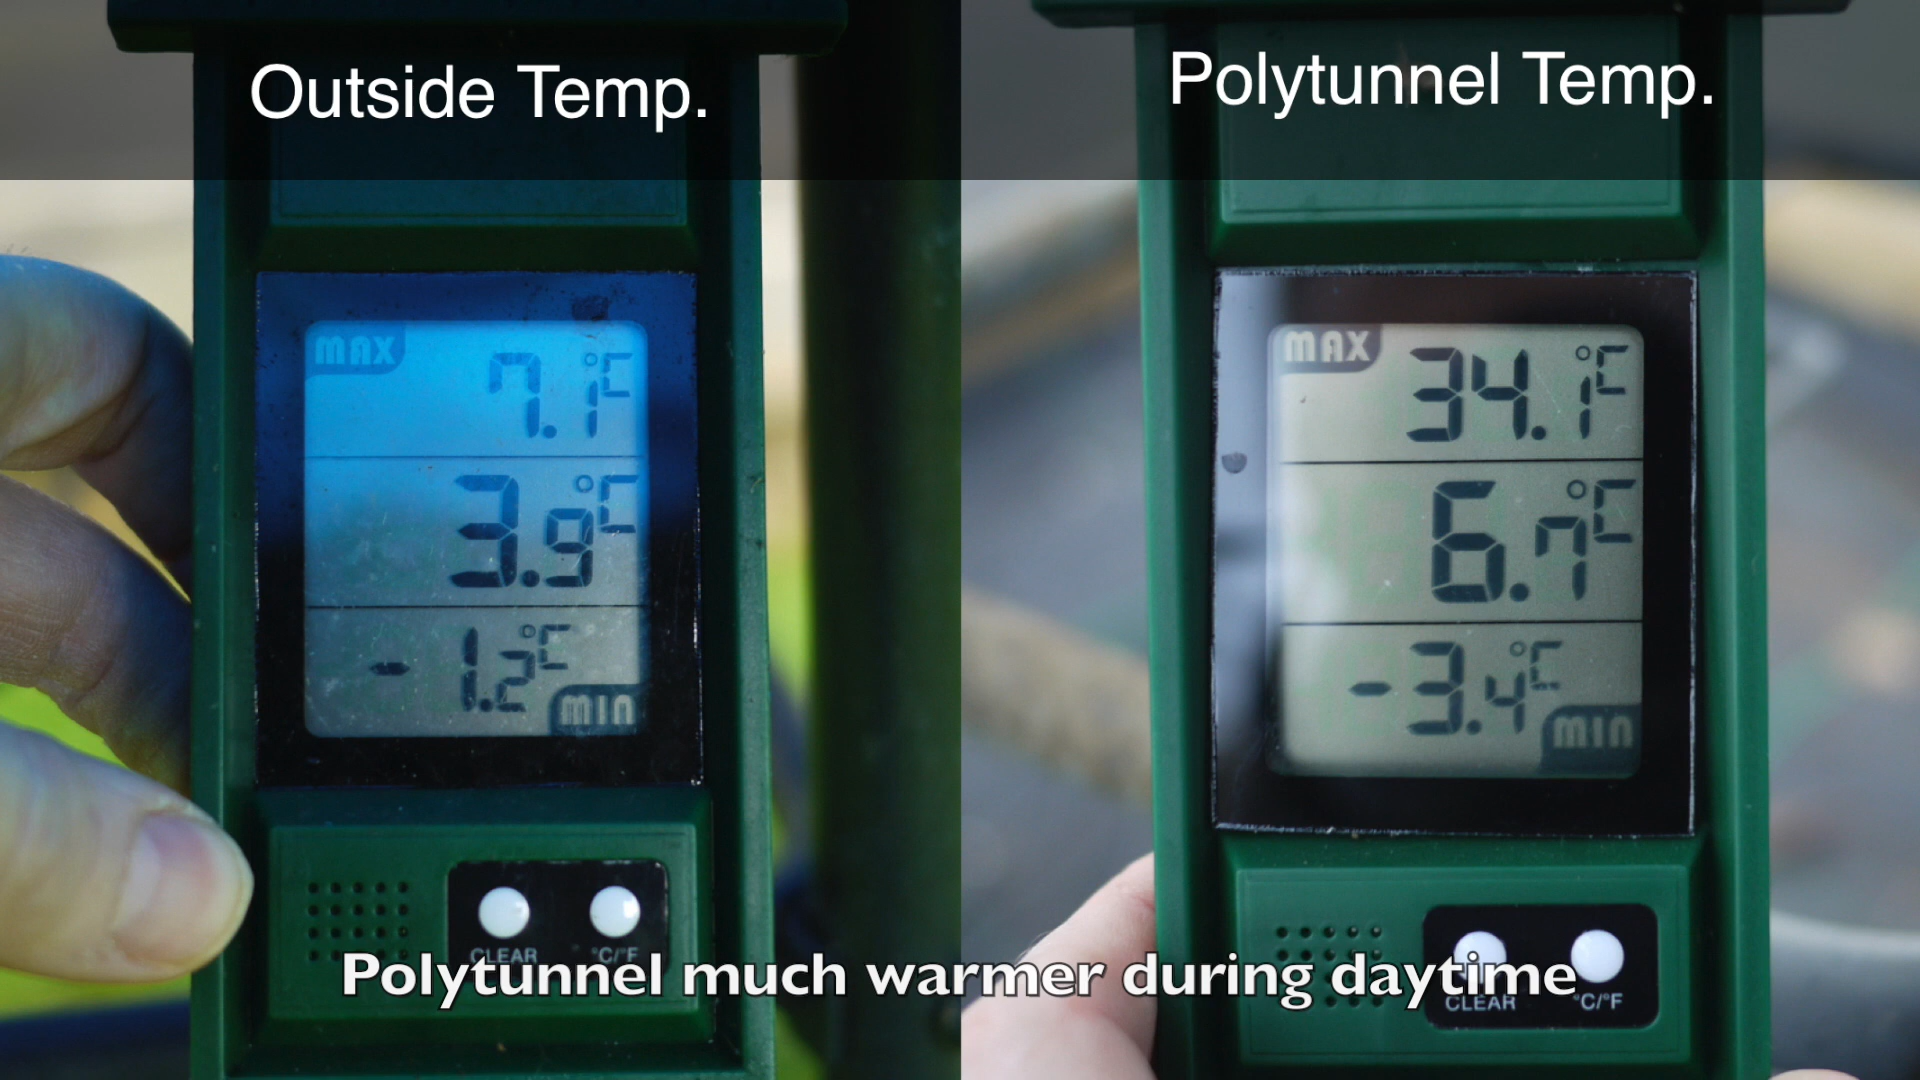 Outside Temp.
MAX
7.1°C
3.9°C
-1.2°C
MIN
CLEAR °C/°F
Polytunnel Temp.
MAX
34.1°C
6.7°C
-3.4°C
MIN
CLEAR °C/°F
Polytunnel much warmer during daytime